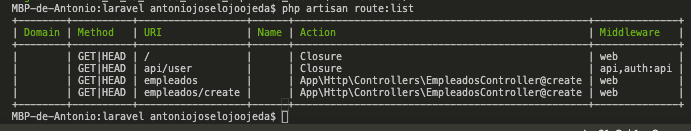 MBP-de-Antonio:laravel antoniojoselojoojeda$ php artisan route:list
+--------+----------+------------------+------+------------------------------------------------+--------------+
| Domain | Method | URI | Name | Action | Middleware |
+--------+----------+------------------+------+------------------------------------------------+--------------+
| | GET|HEAD | / | | Closure | web |
| | GET|HEAD | api/user | | Closure | api,auth:api |
| | GET|HEAD | empleados | | App\Http\Controllers\EmpleadosController@create | web |
| | GET|HEAD | empleados/create | | App\Http\Controllers\EmpleadosController@create | web |
+--------+----------+------------------+------+------------------------------------------------+--------------+
MBP-de-Antonio:laravel antoniojoselojoojeda$